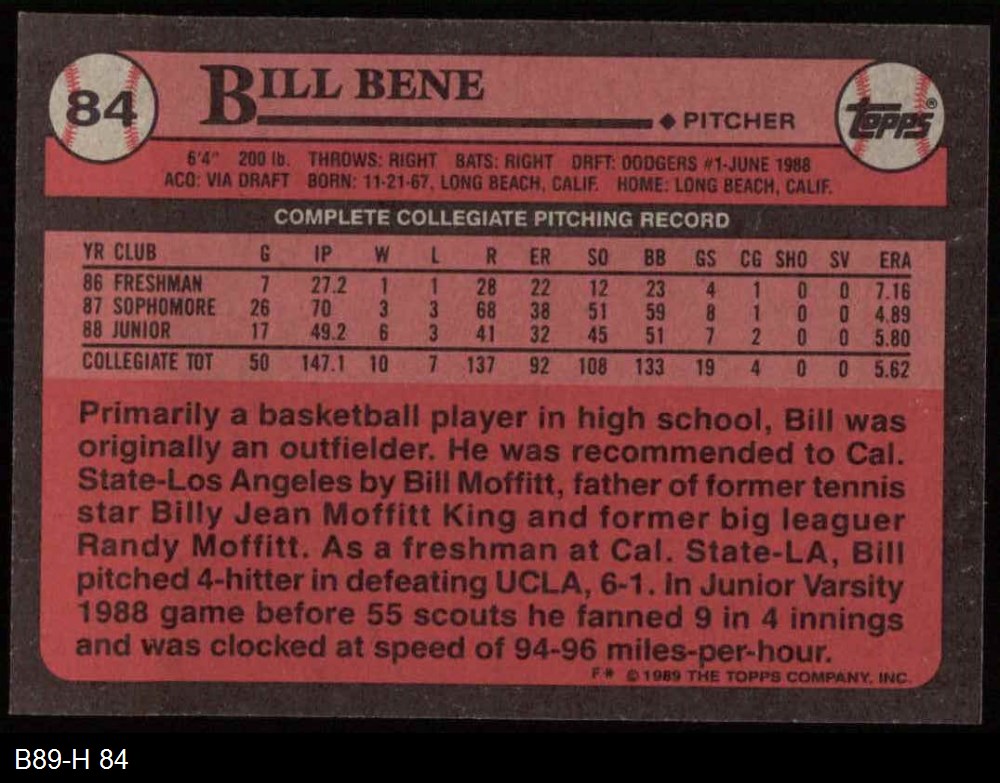 84
BILL BENE
◆ PITCHER
TOPPS®
6'4" 200 lb. THROWS: RIGHT BATS: RIGHT DRFT: DODGERS #1-JUNE 1988
ACQ: VIA DRAFT BORN: 11-21-67, LONG BEACH, CALIF. HOME: LONG BEACH, CALIF.
COMPLETE COLLEGIATE PITCHING RECORD
YR CLUB G IP W L R ER SO BB GS CG SHO SV ERA
86 FRESHMAN 7 27.2 1 1 28 22 12 23 4 1 0 0 7.16
87 SOPHOMORE 26 70 3 3 68 38 51 59 8 1 0 0 4.89
88 JUNIOR 17 49.2 6 3 41 32 45 51 7 2 0 0 5.80
COLLEGIATE TOT 50 147.1 10 7 137 92 108 133 19 4 0 0 5.62
Primarily a basketball player in high school, Bill was
originally an outfielder. He was recommended to Cal.
State-Los Angeles by Bill Moffitt, father of former tennis
star Billy Jean Moffitt King and former big leaguer
Randy Moffitt. As a freshman at Cal. State-LA, Bill
pitched 4-hitter in defeating UCLA, 6-1. In Junior Varsity
1988 game before 55 scouts he fanned 9 in 4 innings
and was clocked at speed of 94-96 miles-per-hour.
F* © 1989 THE TOPPS COMPANY, INC.
B89-H 84